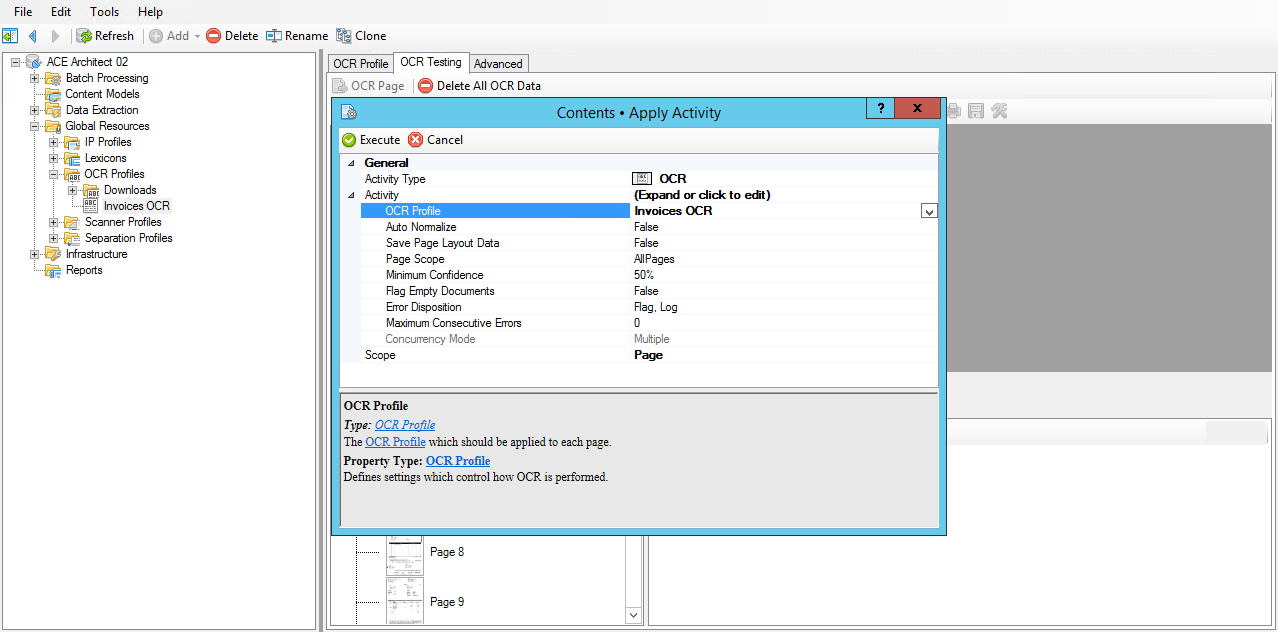 File Edit Tools Help
Refresh Add Delete Rename Clone
ACE Architect 02
Batch Processing
Content Models
Data Extraction
Global Resources
IP Profiles
Lexicons
OCR Profiles
Downloads
Invoices OCR
Scanner Profiles
Separation Profiles
Infrastructure
Reports
OCR Profile OCR Testing Advanced
OCR Page Delete All OCR Data
Contents • Apply Activity ? X
Execute Cancel
General
Activity Type OCR
Activity (Expand or click to edit)
OCR Profile Invoices OCR
Auto Normalize False
Save Page Layout Data False
Page Scope AllPages
Minimum Confidence 50%
Flag Empty Documents False
Error Disposition Flag, Log
Maximum Consecutive Errors 0
Concurrency Mode Multiple
Scope Page
OCR Profile
Type: OCR Profile
The OCR Profile which should be applied to each page.
Property Type: OCR Profile
Defines settings which control how OCR is performed.
Page 8
Page 9